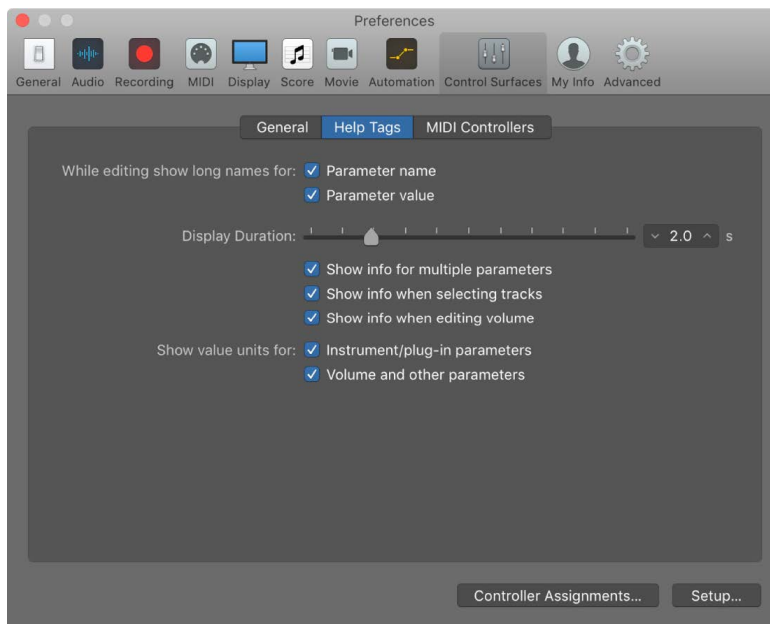 Preferences
General Audio Recording MIDI Display Score Movie Automation Control Surfaces My Info Advanced
General Help Tags MIDI Controllers
While editing show long names for: Parameter name
Parameter value
Display Duration: 2.0 s
Show info for multiple parameters
Show info when selecting tracks
Show info when editing volume
Show value units for: Instrument/plug-in parameters
Volume and other parameters
Controller Assignments... Setup...